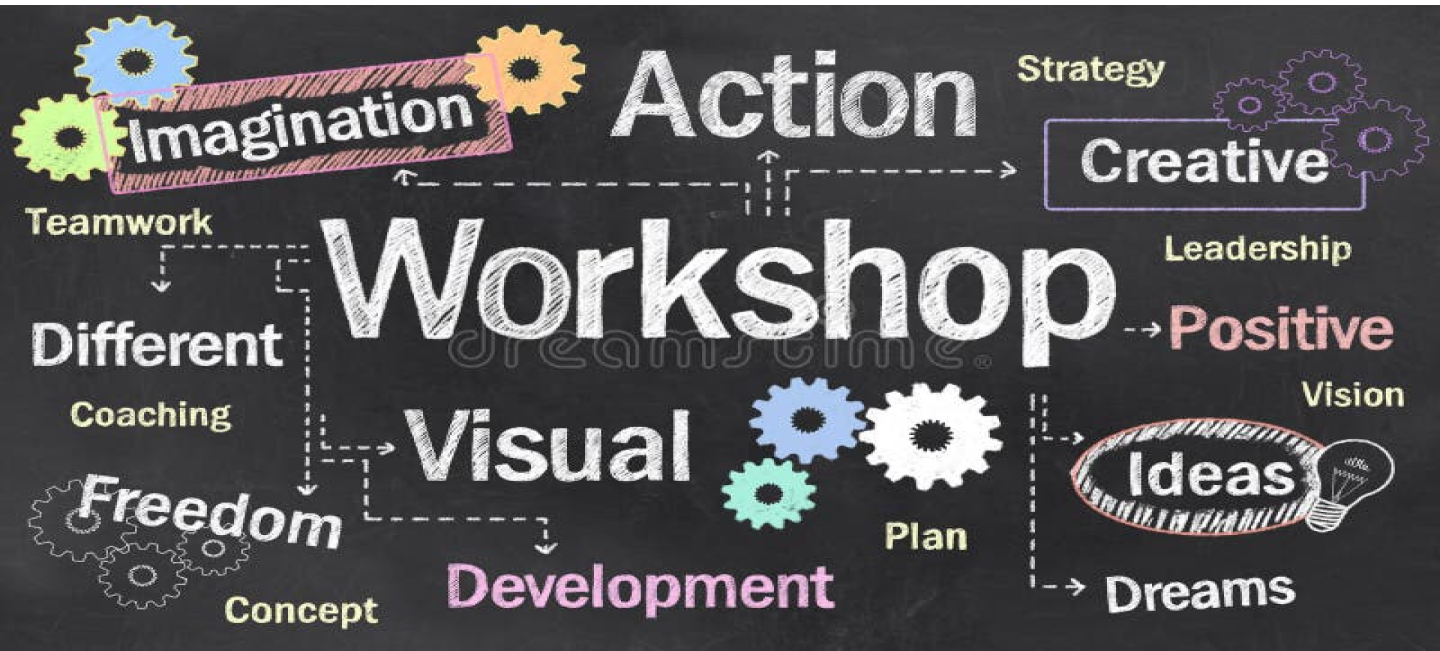 Imagination
Action
Strategy
Creative
Teamwork
Workshop
Leadership
Different
Positive
dreamstime.
Coaching
Visual
Vision
Ideas
Freedom
Plan
Development
Dreams
Concept